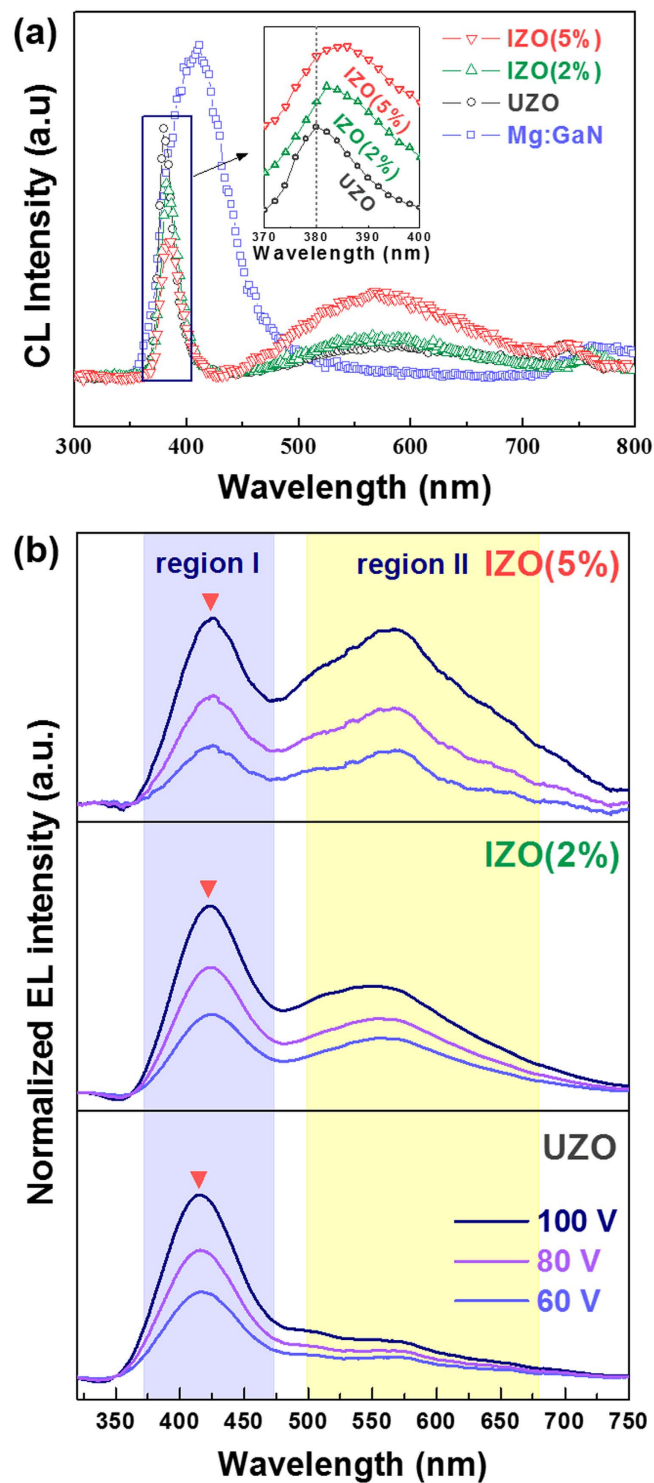 (a)
IZO(5%)
IZO(2%)
UZO
Mg:GaN
IZO(5%)
IZO(2%)
UZO
370 380 390 400
Wavelength (nm)
CL Intensity (a.u)
300 400 500 600 700 800
Wavelength (nm)
(b)
region I region II IZO(5%)
IZO(2%)
UZO
100 V
80 V
60 V
Normalized EL intensity (a.u.)
350 400 450 500 550 600 650 700 750
Wavelength (nm)